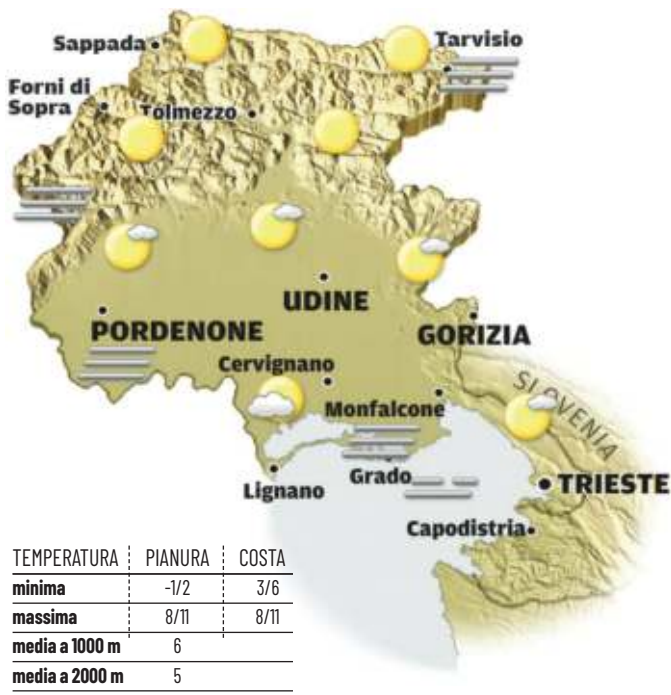 Sappada
Tarvisio
Forni di
Sopra
Tolmezzo
UDINE
PORDENONE
GORIZIA
Cervignano
SLOVENIA
Monfalcone
Grado
Lignano
TRIESTE
Capodistria
TEMPERATURA PIANURA COSTA
minima -1/2 3/6
massima 8/11 8/11
media a 1000 m 6
media a 2000 m 5